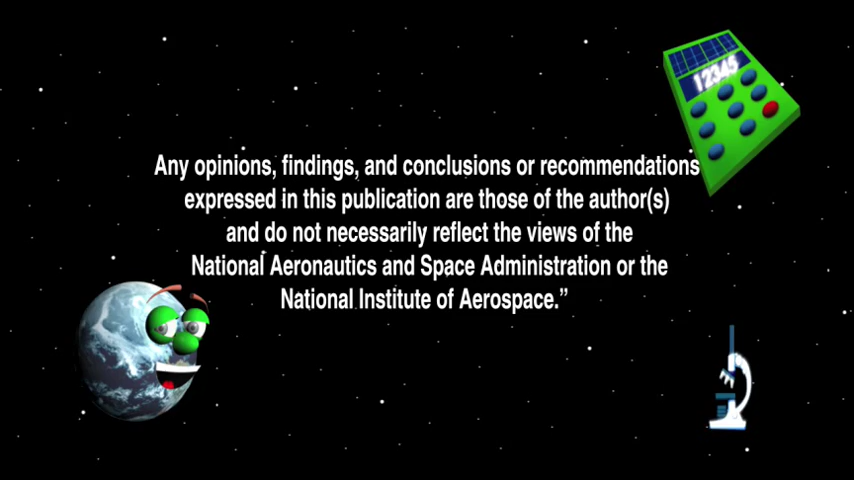 12345
Any opinions, findings, and conclusions or recommendations
expressed in this publication are those of the author(s)
and do not necessarily reflect the views of the
National Aeronautics and Space Administration or the
National Institute of Aerospace.”